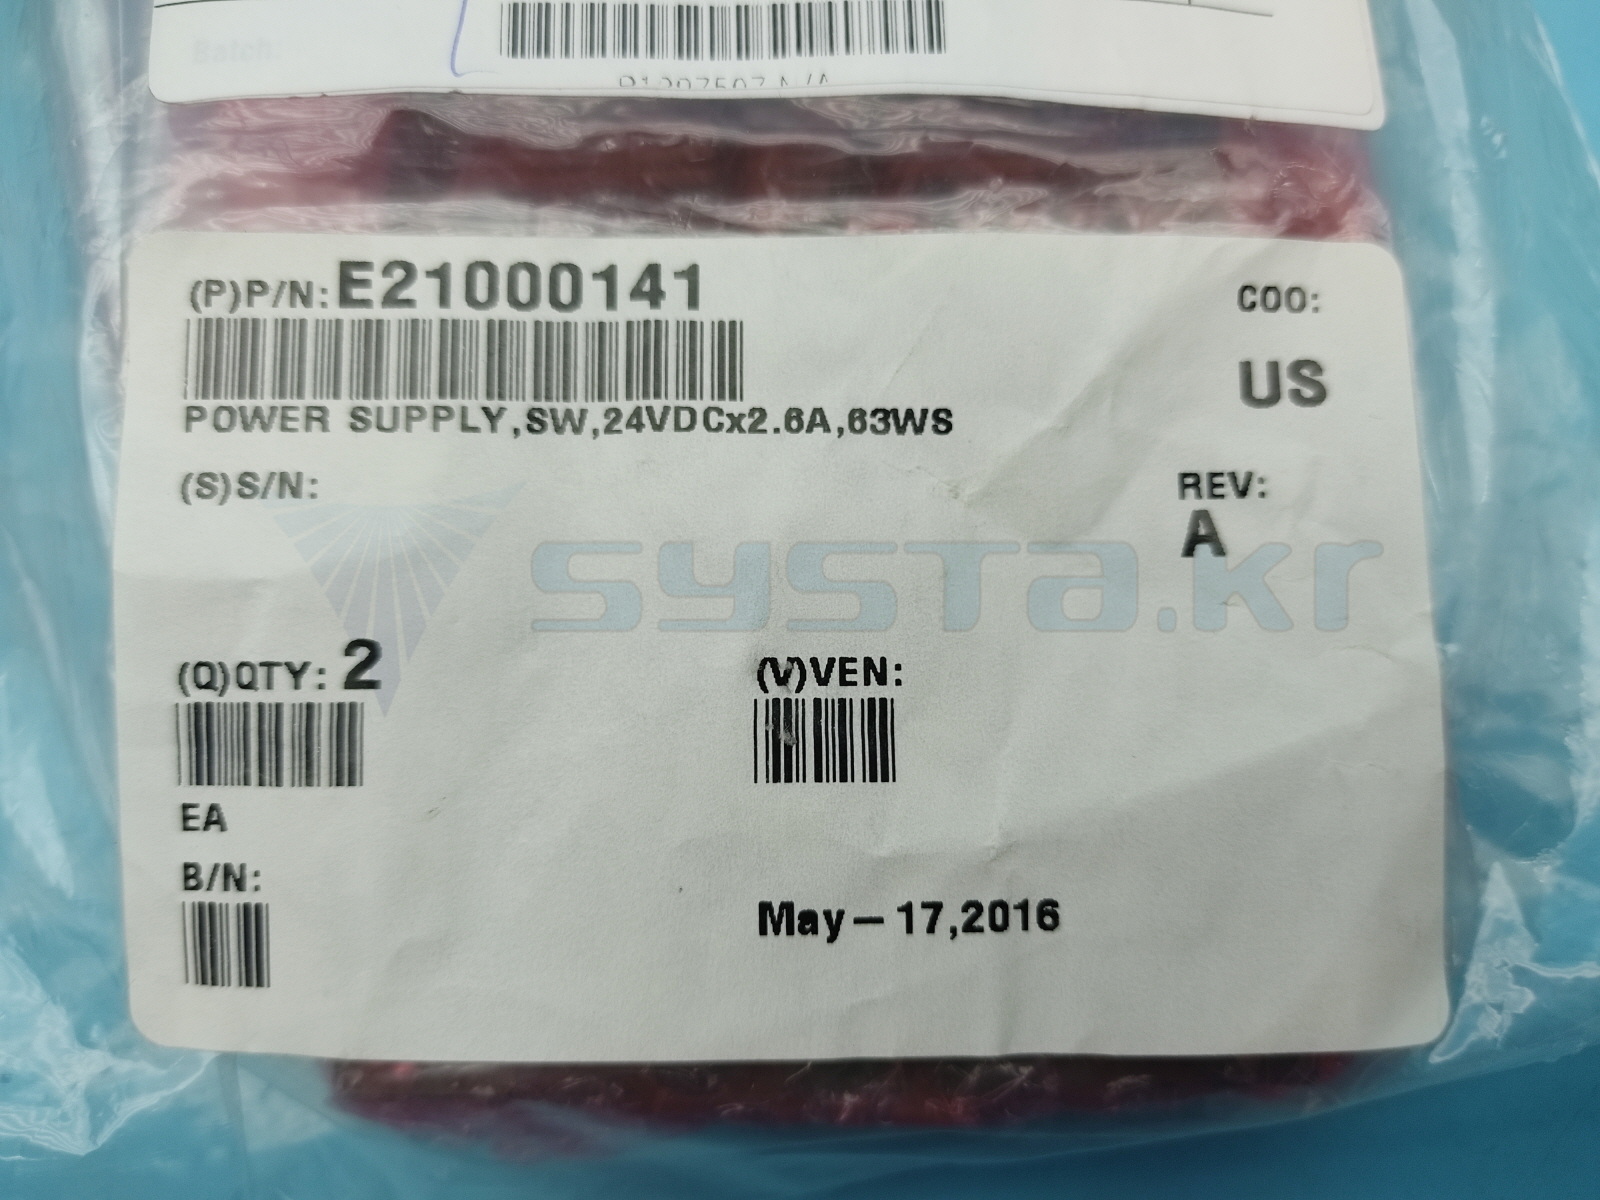 Batch
(P)P/N: E21000141
COO:
US
POWER SUPPLY,SW,24VDCx2.6A,63WS
(S)S/N:
REV:
A
systa.kr
(Q)QTY: 2
(V)VEN:
EA
B/N:
May-17,2016